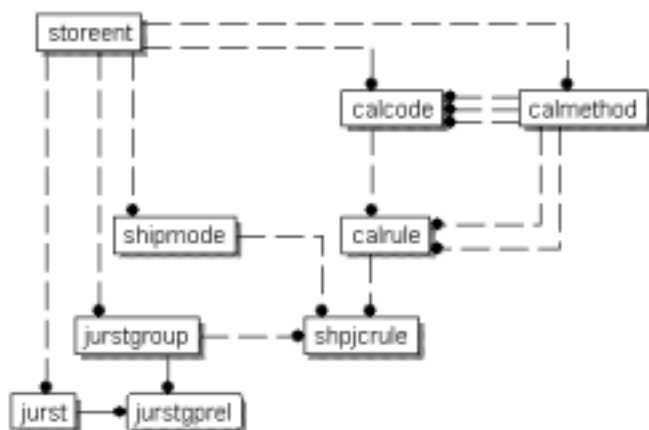 storeent
calcode
calmethod
shipmode
calrule
jurstgroup
shpjcrule
jurst
jurstgprel